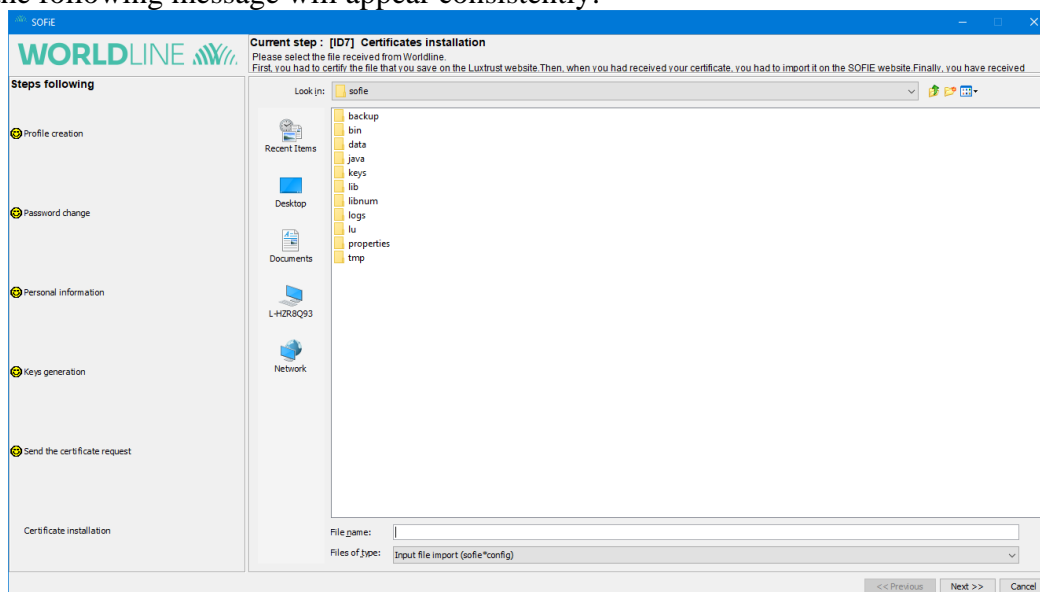 he following message will appear consistently:
SOFiE
WORLDLINE
Current step : [ID7] Certificates installation
Please select the file received from Worldline.
First, you had to certify the file that you save on the Luxtrust website.Then, when you had received your certificate, you had to import it on the SOFIE website.Finally, you have received
Steps following
Profile creation
Password change
Personal information
Keys generation
Send the certificate request
Certificate installation
Look in: sofie
Recent Items
Desktop
Documents
L-HZR8Q93
Network
backup
bin
data
java
keys
lib
libnum
logs
lu
properties
tmp
File name:
Files of type: Input file import (sofie*config)
<< Previous Next >> Cancel